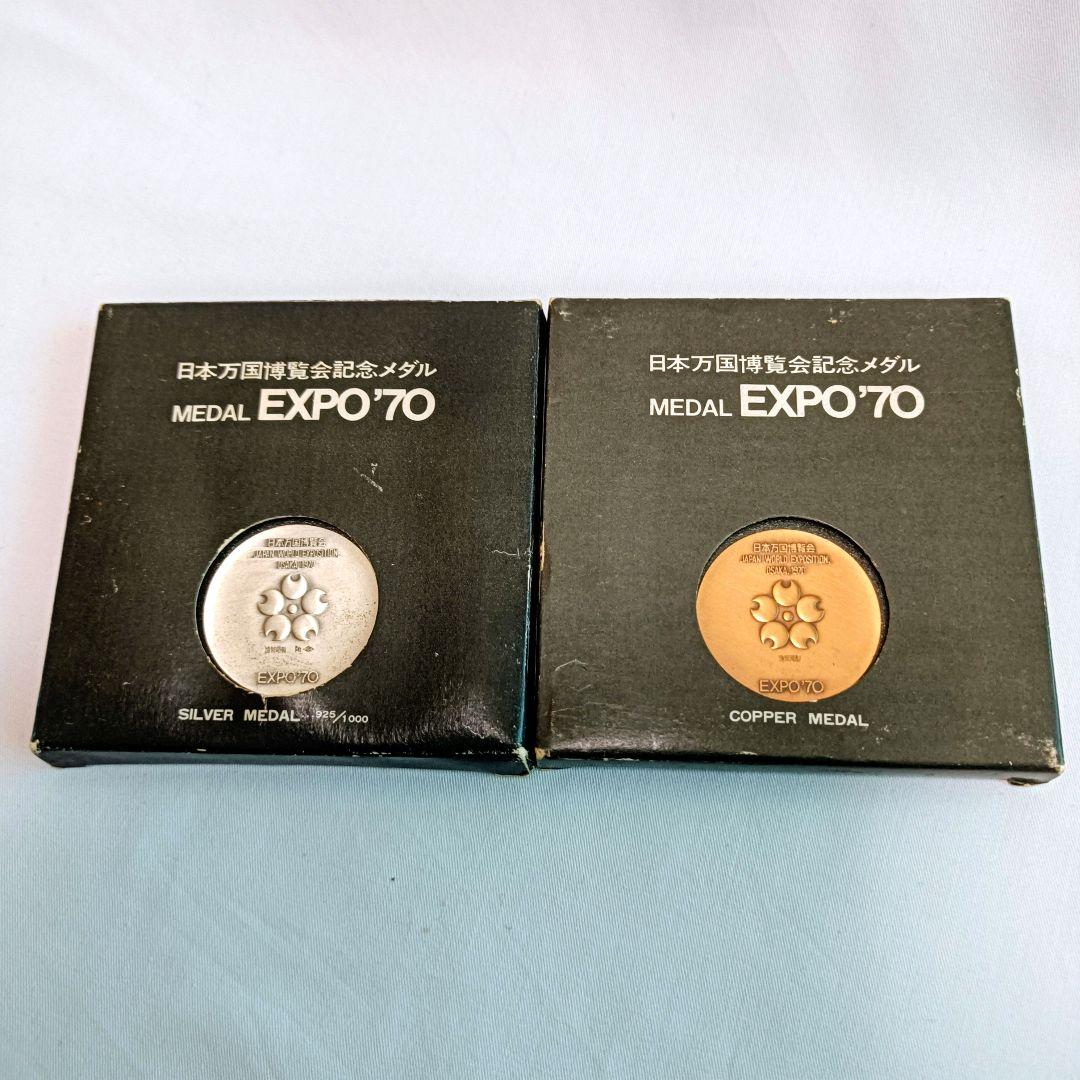 日本万国博覧会記念メダル
MEDAL EXPO'70
日本万国博覧会
JAPAN WORLD EXPOSITION,
OSAKA, 1970
EXPO'70
SILVER MEDAL 925/1000
日本万国博覧会記念メダル
MEDAL EXPO'70
日本万国博覧会
JAPAN WORLD EXPOSITION,
OSAKA, 1970
EXPO'70
COPPER MEDAL